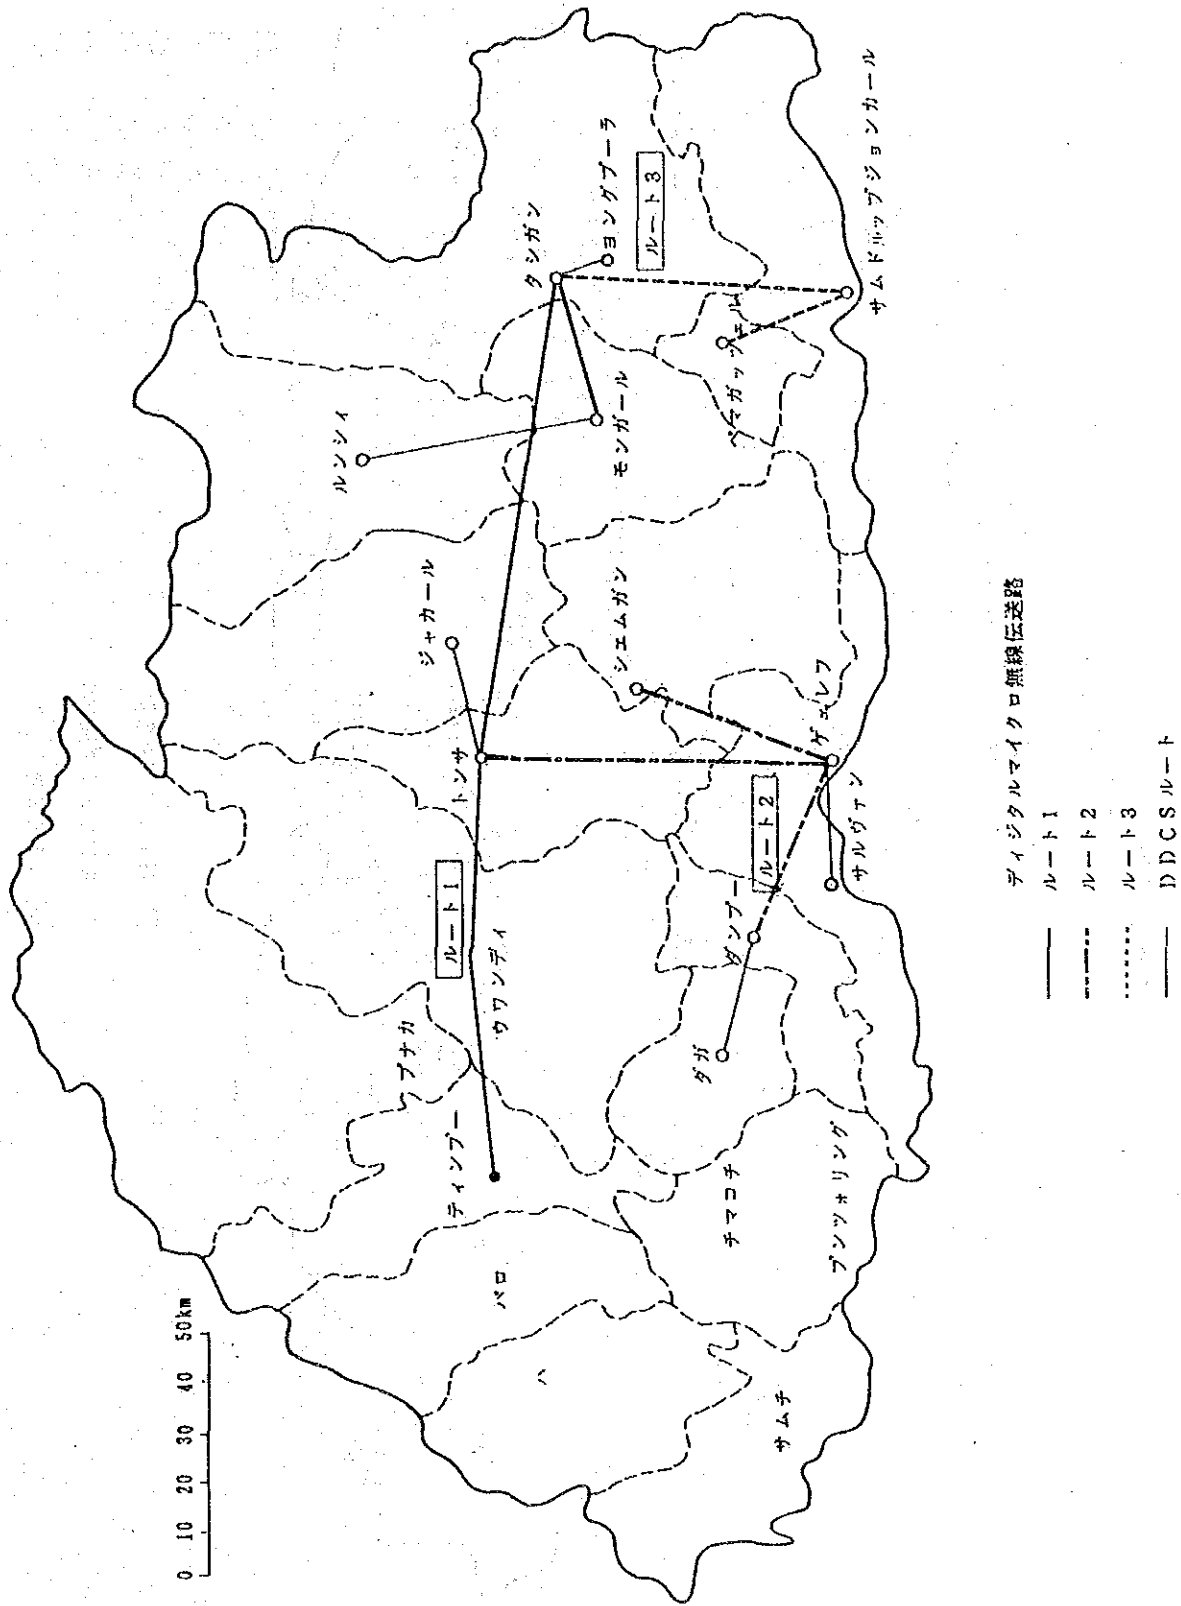 0 10 20 30 40 50km
ルンシィ
ジャカール
タシガン
ヨングプーラ
ルート3
トンサ
ルート1
ウワンディ
プナカ
ティンプー
パロ
ハ
モンガール
シェムガン
サムドルップジョンカール
ゲェレフ
ルート2
サルヴァン
ダンプー
ダガ
チマコチ
プンツォリング
サムチ
ディジタルマイクロ無線伝送路
ルート1
ルート2
ルート3
DDCSルート